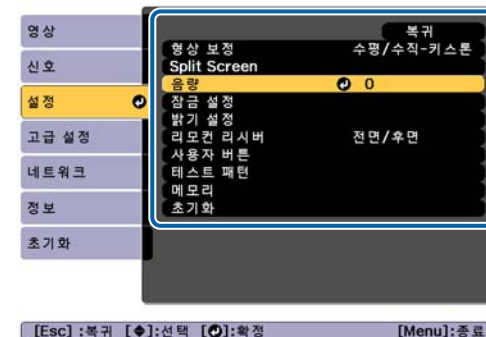 영상
신호
설정
고급 설정
네트워크
정보
초기화
복귀
형상 보정 수평/수직-키스톤
Split Screen
음량 0
잠금 설정
밝기 설정
리모컨 리시버 전면/후면
사용자 버튼
테스트 패턴
메모리
초기화
[Esc] :복귀 [◆]:선택 [⏎]:확정 [Menu]:종료